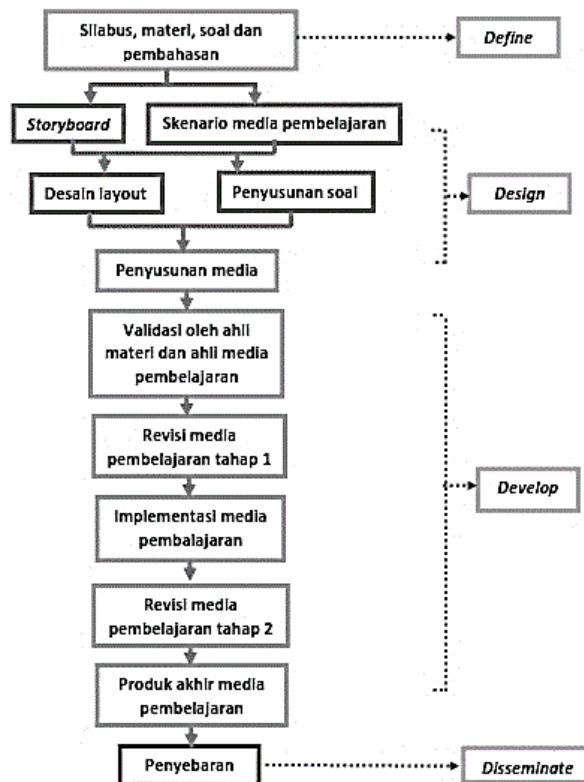 Silabus, materi, soal dan
pembahasan
Define
Storyboard
Skenario media pembelajaran
Desain layout
Penyusunan soal
Design
Penyusunan media
Validasi oleh ahli
materi dan ahli media
pembelajaran
Revisi media
pembelajaran tahap 1
Implementasi media
pembalajaran
Develop
Revisi media
pembelajaran tahap 2
Produk akhir media
pembelajaran
Penyebaran
Disseminate